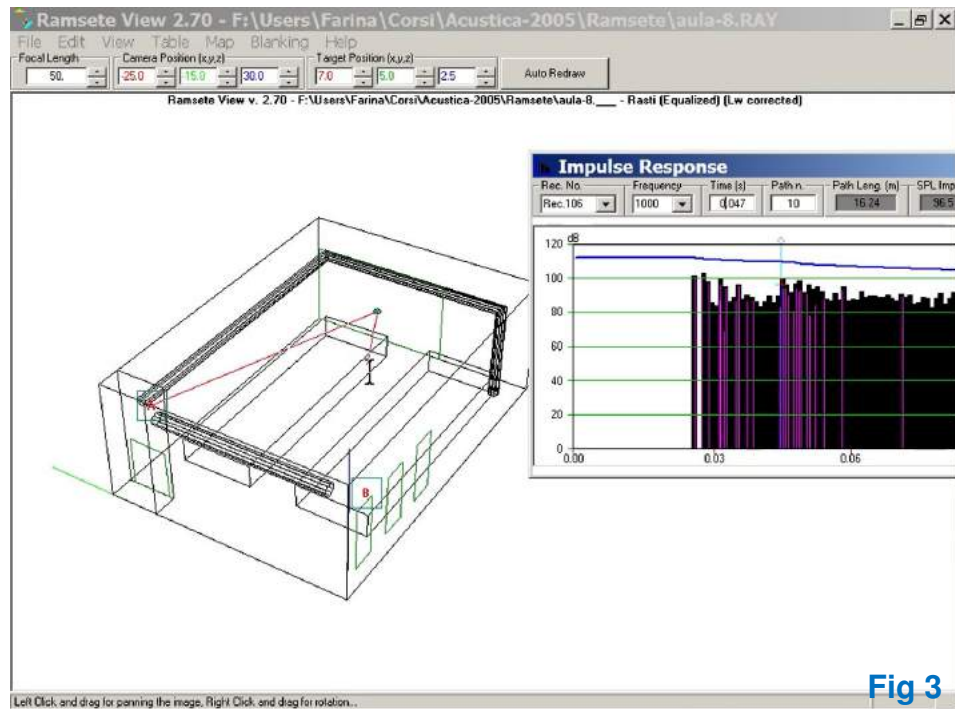 Ramsete View 2.70 - F:\Users\Farina\Corsi\Acustica-2005\Ramsete\aula-8.RAY
File Edit View Table Map Blanking Help
Focal Length Camera Position (x,y,z) Target Position (x,y,z)
50. -25.0 -15.0 30.0 7.0 5.0 2.5 Auto Redraw
Ramsete View v. 2.70 - F:\Users\Farina\Corsi\Acustica-2005\Ramsete\aula-8.___ - Rasti (Equalized) (Lw corrected)
Impulse Response
Rec. No. Frequency Time (s) Path n. Path Leng. (m) SPL Imp
Rec.106 1000 0.047 10 16.24 96.5
dB
120
100
80
60
40
20
0
0.00 0.03 0.06
A
B
Left Click and drag for panning the image, Right Click and drag for rotation...
Fig 3